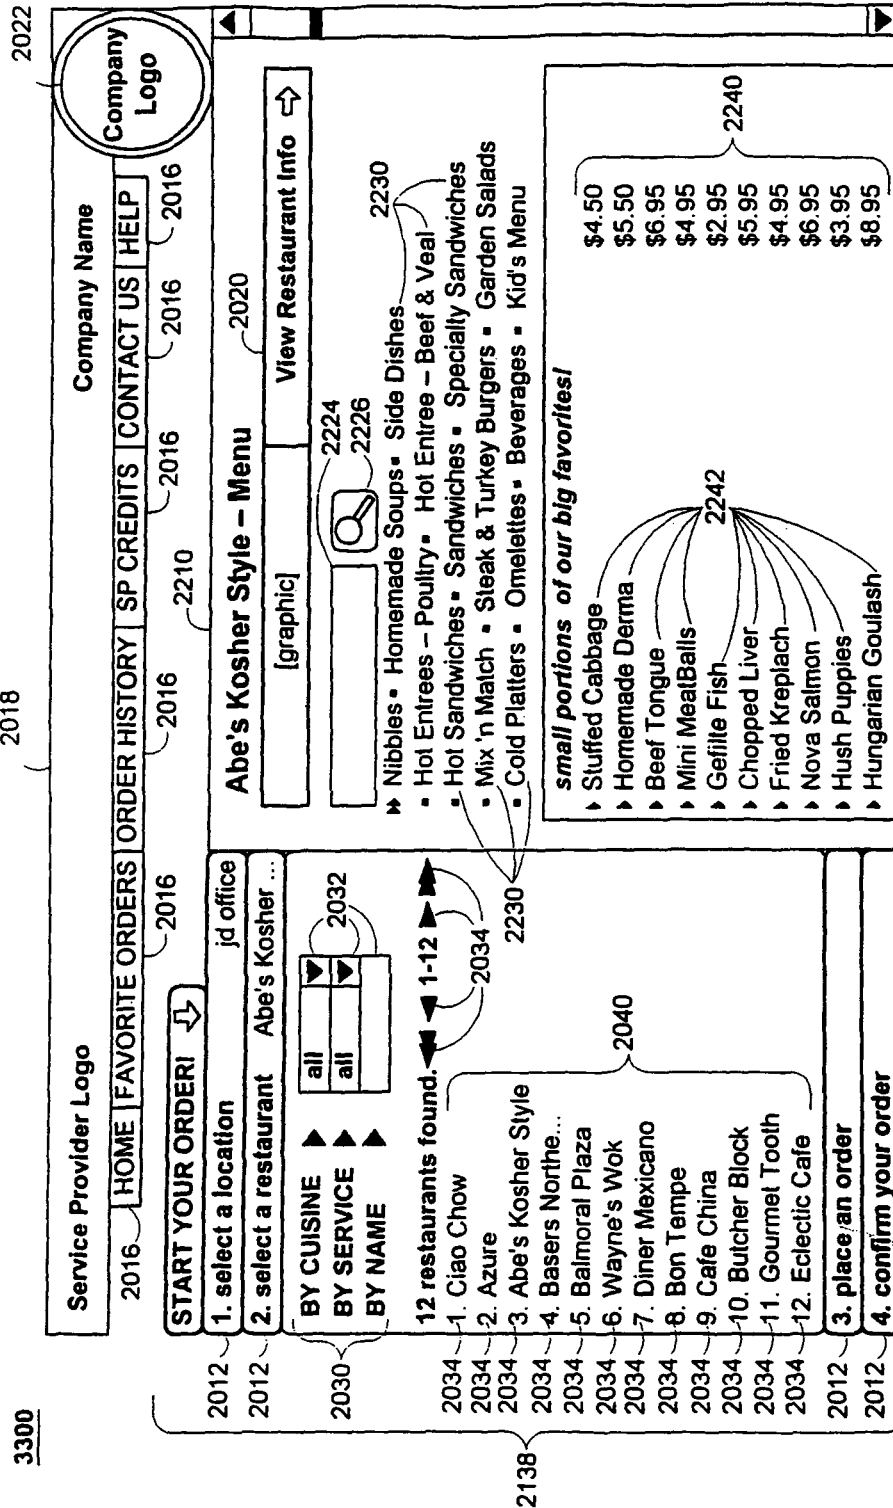 3300
2018
2022
Service Provider Logo
Company Name
Company
Logo
2016
HOME | FAVORITE ORDERS | ORDER HISTORY | SP CREDITS | CONTACT US | HELP
2016
2016
2016
2016
2016
START YOUR ORDER!
2210
2012
1. select a location
jd office
2012
2. select a restaurant
Abe's Kosher ...
2030
BY CUISINE
all
BY SERVICE
all
BY NAME
2032
12 restaurants found.
1-12
2034
2034
1. Ciao Chow
2034
2. Azure
2034
3. Abe's Kosher Style
2034
4. Basers Northe...
2034
5. Balmoral Plaza
2034
6. Wayne's Wok
2034
7. Diner Mexicano
2034
8. Bon Tempe
2034
9. Cafe China
2034
10. Butcher Block
2034
11. Gourmet Tooth
2034
12. Eclectic Cafe
2040
2012
3. place an order
2012
4. confirm your order
2138
Abe's Kosher Style – Menu
2020
[graphic]
View Restaurant Info
2224
2226
Nibbles ▪ Homemade Soups ▪ Side Dishes
2230
▪ Hot Entrees – Poultry ▪ Hot Entree – Beef & Veal
▪ Hot Sandwiches ▪ Sandwiches ▪ Specialty Sandwiches
▪ Mix 'n Match ▪ Steak & Turkey Burgers ▪ Garden Salads
▪ Cold Platters ▪ Omelettes ▪ Beverages ▪ Kid's Menu
2230
small portions of our big favorites!
Stuffed Cabbage $4.50
Homemade Derma $5.50
Beef Tongue $6.95
Mini MeatBalls $4.95
Gefilte Fish $2.95
Chopped Liver $5.95
Fried Kreplach $4.95
Nova Salmon $6.95
Hush Puppies $3.95
Hungarian Goulash $8.95
2242
2240